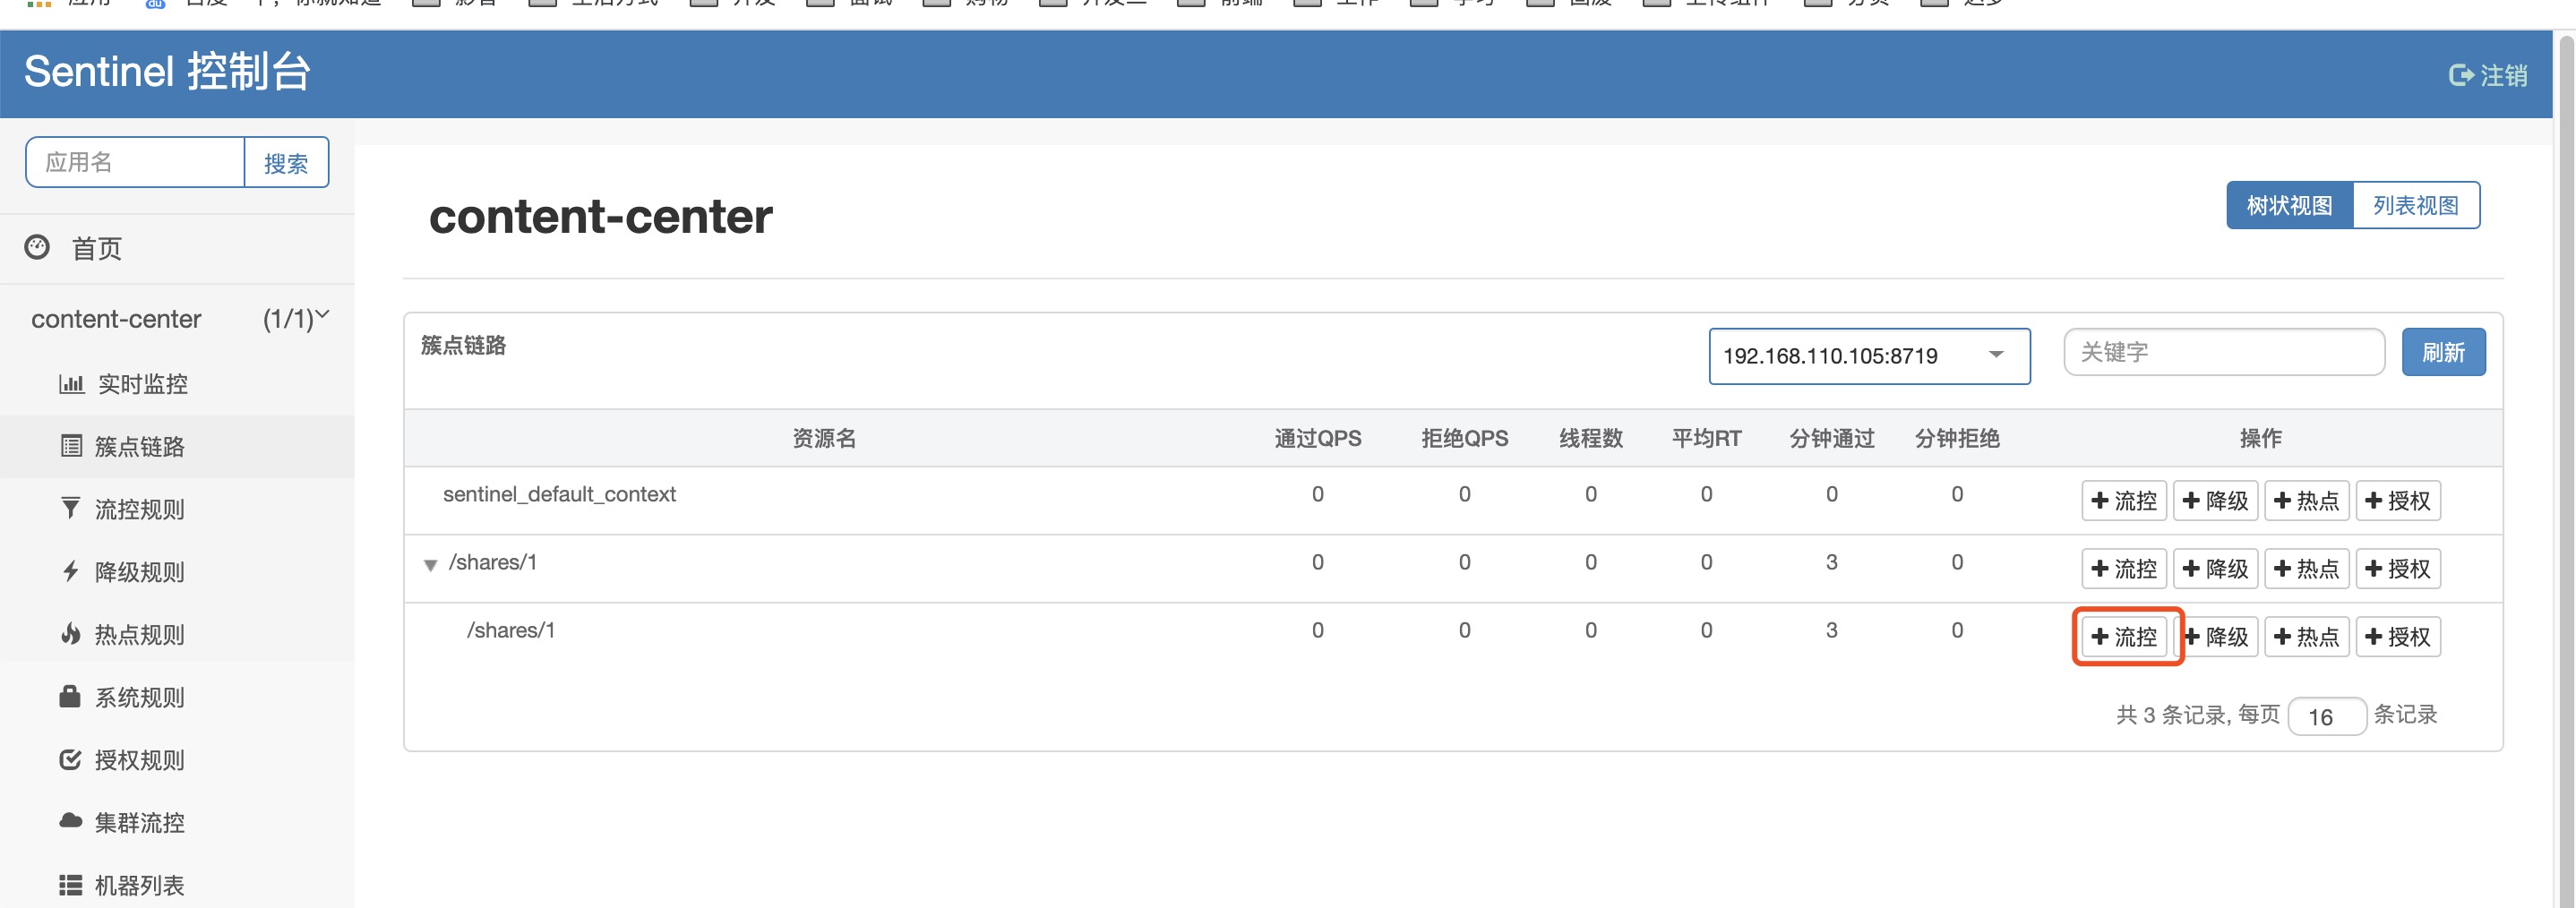 Sentinel 控制台
注销
应用名 搜索
首页
content-center (1/1)
实时监控
簇点链路
流控规则
降级规则
热点规则
系统规则
授权规则
集群流控
机器列表
content-center
树状视图 列表视图
簇点链路 192.168.110.105:8719 关键字 刷新
资源名 通过QPS 拒绝QPS 线程数 平均RT 分钟通过 分钟拒绝 操作
sentinel_default_context 0 0 0 0 0 0 流控 降级 热点 授权
/shares/1 0 0 0 0 3 0 流控 降级 热点 授权
/shares/1 0 0 0 0 3 0 流控 降级 热点 授权
共 3 条记录, 每页 16 条记录